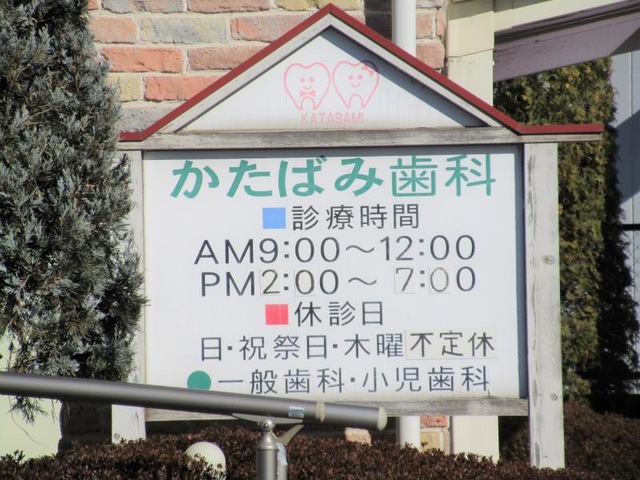 KATABAMI
かたばみ歯科
診療時間
AM9:00～12:00
PM2:00～ 7:00
休診日
日・祝祭日・木曜不定休
一般歯科・小児歯科